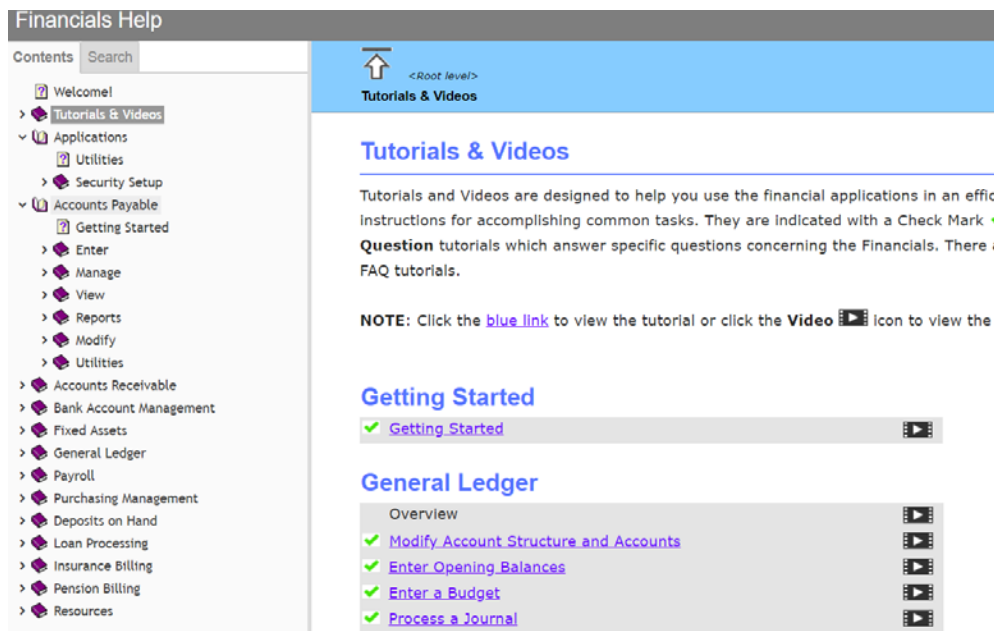 Financials Help
Contents Search
Welcome!
Tutorials & Videos
Applications
Utilities
Security Setup
Accounts Payable
Getting Started
Enter
Manage
View
Reports
Modify
Utilities
Accounts Receivable
Bank Account Management
Fixed Assets
General Ledger
Payroll
Purchasing Management
Deposits on Hand
Loan Processing
Insurance Billing
Pension Billing
Resources
<Root level>
Tutorials & Videos
Tutorials & Videos
Tutorials and Videos are designed to help you use the financial applications in an effic
instructions for accomplishing common tasks. They are indicated with a Check Mark
Question tutorials which answer specific questions concerning the Financials. There
FAQ tutorials.
NOTE: Click the blue link to view the tutorial or click the Video icon to view the
Getting Started
Getting Started
General Ledger
Overview
Modify Account Structure and Accounts
Enter Opening Balances
Enter a Budget
Process a Journal